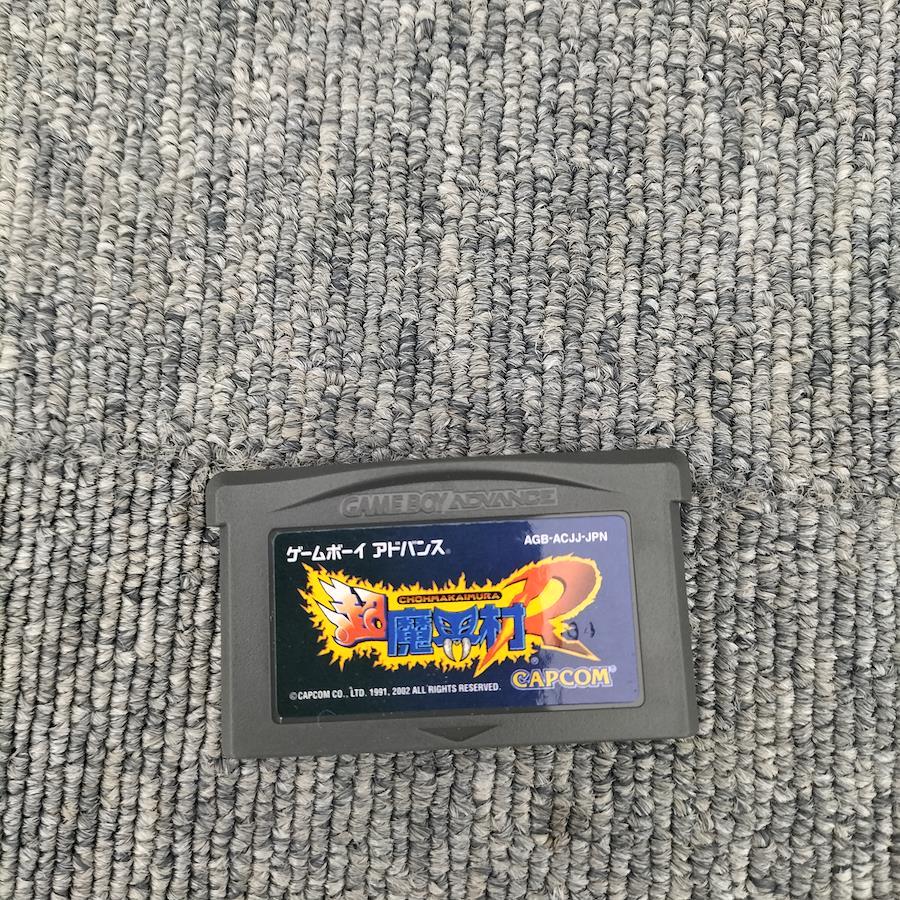 GAME BOY ADVANCE
ゲームボーイ アドバンス
AGB-ACJJ-JPN
CHOHMAKAIMURA
超魔界村R
CAPCOM
©CAPCOM CO., LTD. 1991, 2002 ALL RIGHTS RESERVED.